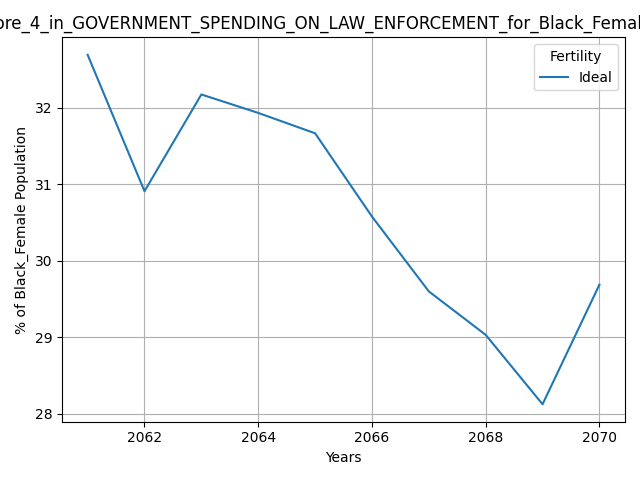 ore_4_in_GOVERNMENT_SPENDING_ON_LAW_ENFORCEMENT_for_Black_Femal
Fertility
Ideal
% of Black_Female Population
32
31
30
29
28
2062 2064 2066 2068 2070
Years